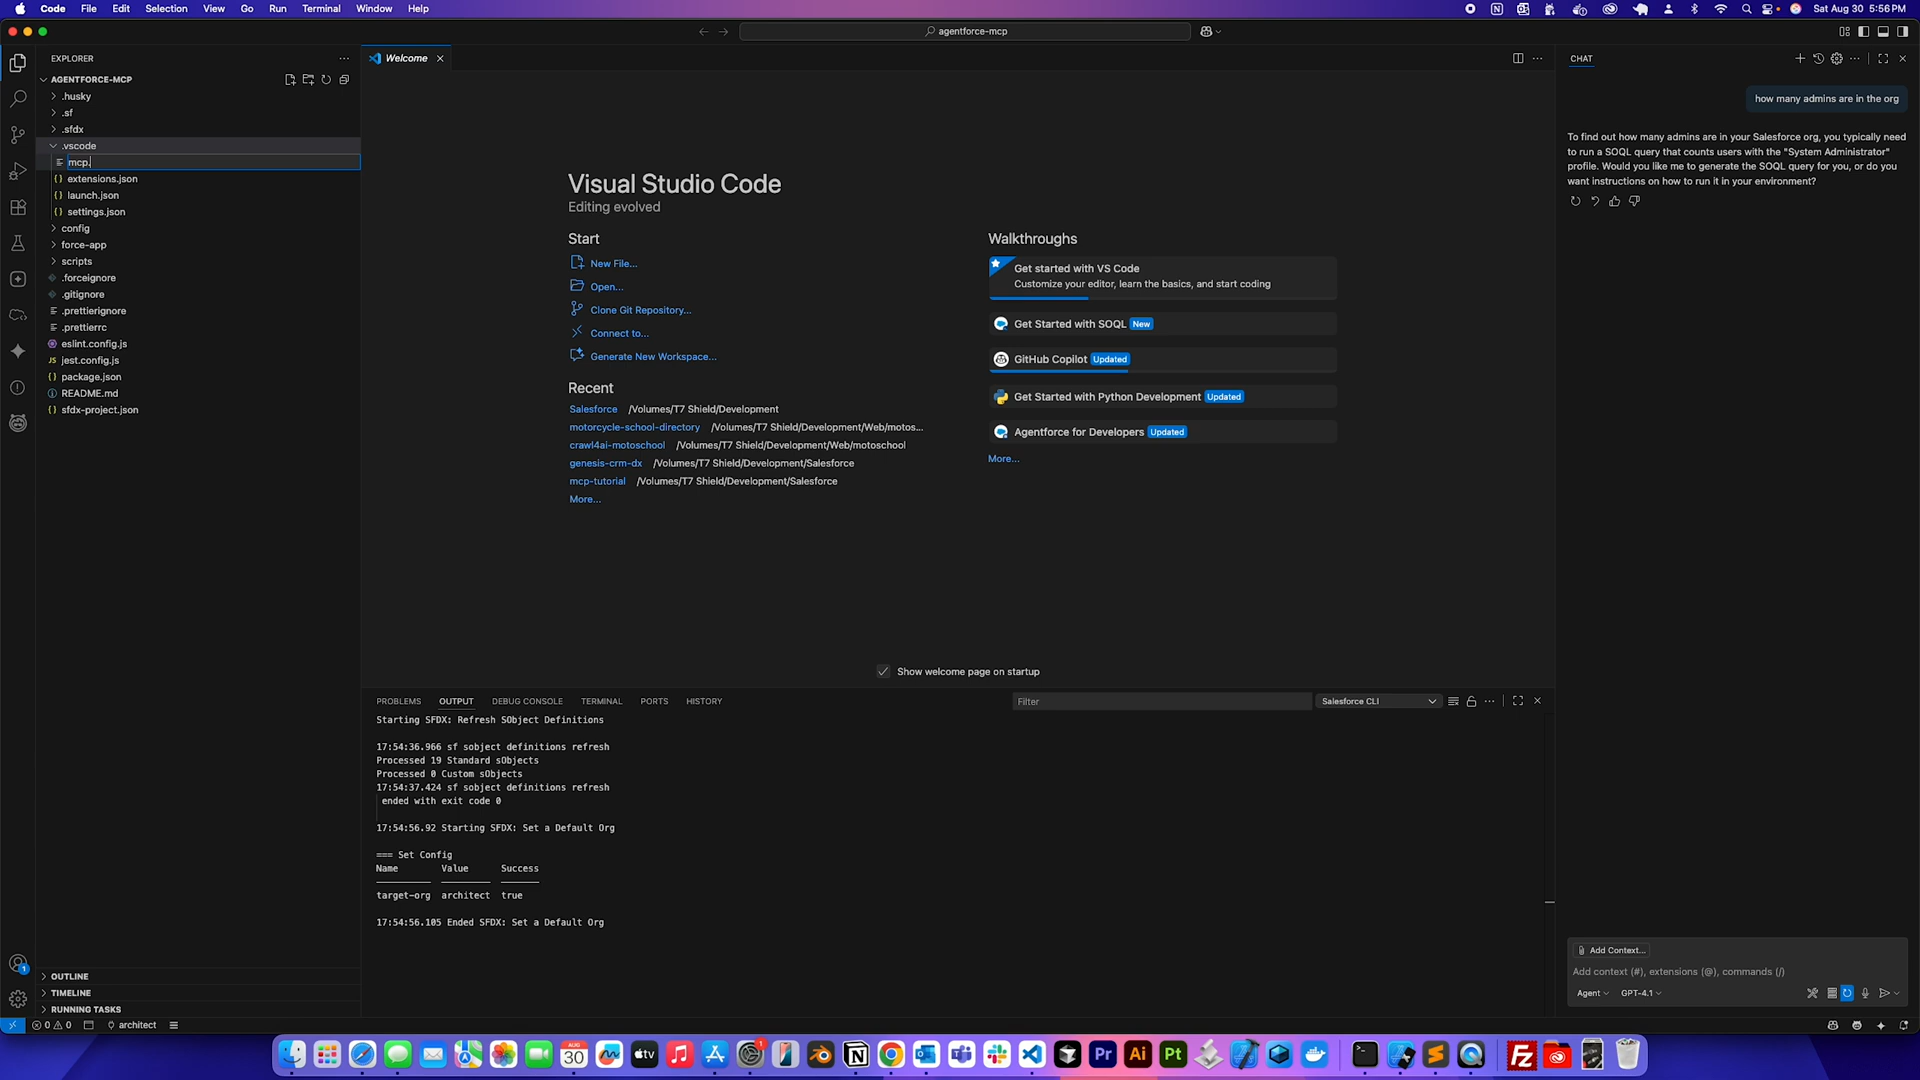 Code File Edit Selection View Go Run Terminal Window Help
Sat Aug 30 5:56 PM
agentforce-mcp
EXPLORER
AGENTFORCE-MCP
.husky
.sf
.sfdx
.vscode
mcp.
extensions.json
launch.json
settings.json
config
force-app
scripts
.forceignore
.gitignore
.prettierignore
.prettierrc
eslint.config.js
jest.config.js
package.json
README.md
sfdx-project.json
OUTLINE
TIMELINE
RUNNING TASKS
Welcome
Visual Studio Code
Editing evolved
Start
New File...
Open...
Clone Git Repository...
Connect to...
Generate New Workspace...
Recent
Salesforce /Volumes/T7 Shield/Development
motorcycle-school-directory /Volumes/T7 Shield/Development/Web/motos...
crawl4ai-motoschool /Volumes/T7 Shield/Development/Web/motoschool
genesis-crm-dx /Volumes/T7 Shield/Development/Salesforce
mcp-tutorial /Volumes/T7 Shield/Development/Salesforce
More...
Walkthroughs
Get started with VS Code
Customize your editor, learn the basics, and start coding
Get Started with SOQL New
GitHub Copilot Updated
Get Started with Python Development Updated
Agentforce for Developers Updated
More...
Show welcome page on startup
PROBLEMS OUTPUT DEBUG CONSOLE TERMINAL PORTS HISTORY
Filter
Salesforce CLI
Starting SFDX: Refresh SObject Definitions
17:54:36.966 sf sobject definitions refresh
Processed 19 Standard sObjects
Processed 0 Custom sObjects
17:54:37.424 sf sobject definitions refresh
ended with exit code 0
17:54:56.92 Starting SFDX: Set a Default Org
=== Set Config
Name Value Success
target-org architect true
17:54:56.105 Ended SFDX: Set a Default Org
CHAT
how many admins are in the org
To find out how many admins are in your Salesforce org, you typically need
to run a SOQL query that counts users with the "System Administrator"
profile. Would you like me to generate the SOQL query for you, or do you
want instructions on how to run it in your environment?
Add Context...
Add context (#), extensions (@), commands (/)
Agent GPT-4.1
1
0 0 architect
AUG
30
tv
1
Pr
Ai
Pt
Fz